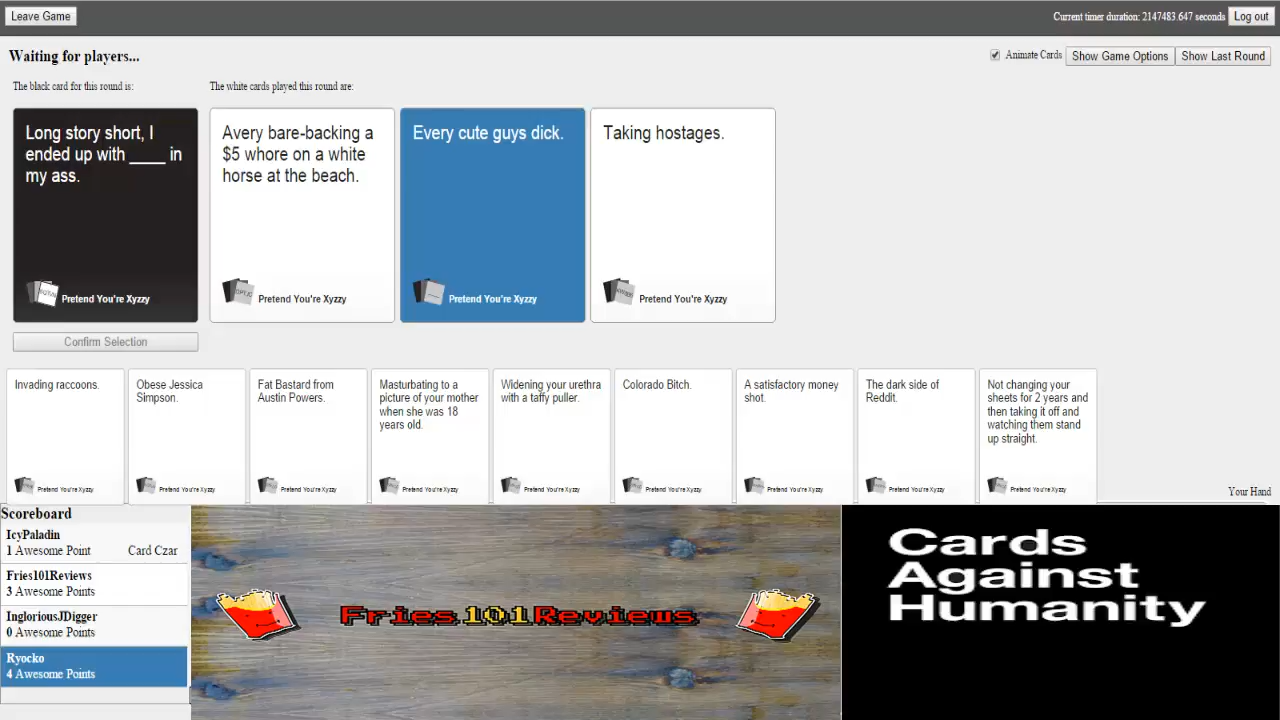 Leave Game
Current timer duration: 2147483.647 seconds
Log out
Waiting for players...
Animate Cards
Show Game Options
Show Last Round
The black card for this round is:
The white cards played this round are:
Long story short, I
ended up with ____ in
my ass.
Pretend You're Xyzzy
Avery bare-backing a
$5 whore on a white
horse at the beach.
Pretend You're Xyzzy
Every cute guys dick.
Pretend You're Xyzzy
Taking hostages.
Pretend You're Xyzzy
Confirm Selection
Invading raccoons.
Pretend You're Xyzzy
Obese Jessica
Simpson.
Pretend You're Xyzzy
Fat Bastard from
Austin Powers.
Pretend You're Xyzzy
Masturbating to a
picture of your mother
when she was 18
years old.
Pretend You're Xyzzy
Widening your urethra
with a taffy puller.
Pretend You're Xyzzy
Colorado Bitch.
Pretend You're Xyzzy
A satisfactory money
shot.
Pretend You're Xyzzy
The dark side of
Reddit.
Pretend You're Xyzzy
Not changing your
sheets for 2 years and
then taking it off and
watching them stand
up straight.
Pretend You're Xyzzy
Your Hand
Scoreboard
IcyPaladin
1 Awesome Point Card Czar
Fries101Reviews
3 Awesome Points
IngloriousJDigger
0 Awesome Points
Ryocko
4 Awesome Points
Fries101Reviews
Cards
Against
Humanity